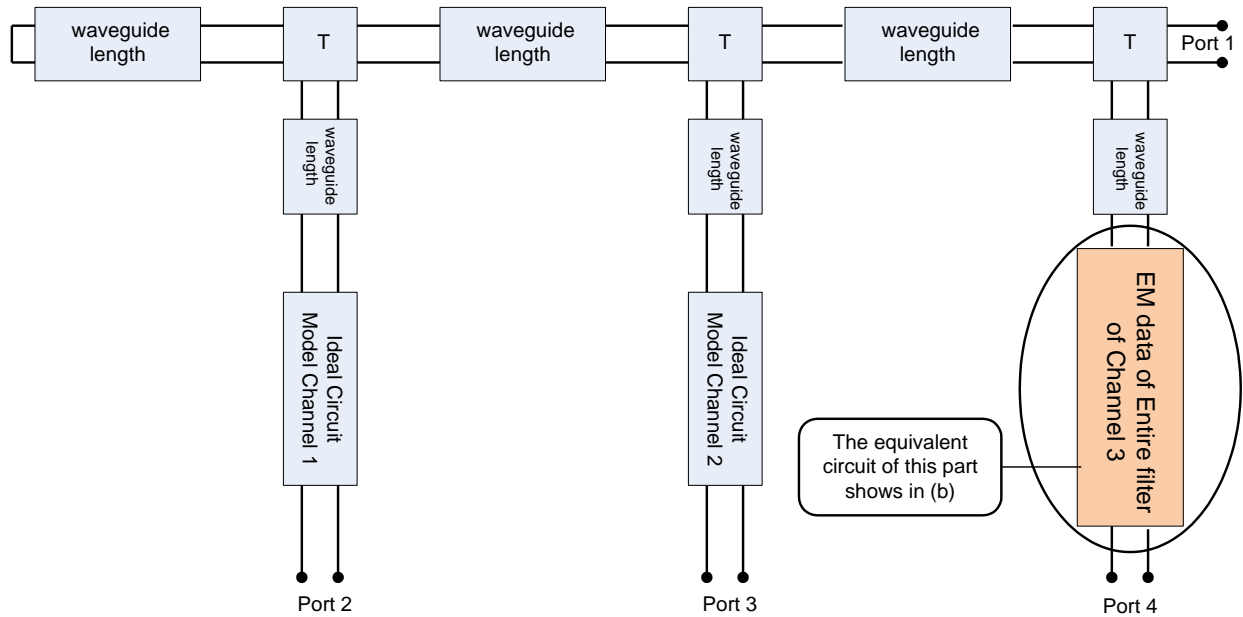 waveguide
length
T
waveguide
length
T
waveguide
length
T
Port 1
waveguide
length
waveguide
length
waveguide
length
Ideal Circuit
Model Channel 1
Ideal Circuit
Model Channel 2
EM data of Entire filter
of Channel 3
The equivalent
circuit of this part
shows in (b)
Port 2
Port 3
Port 4